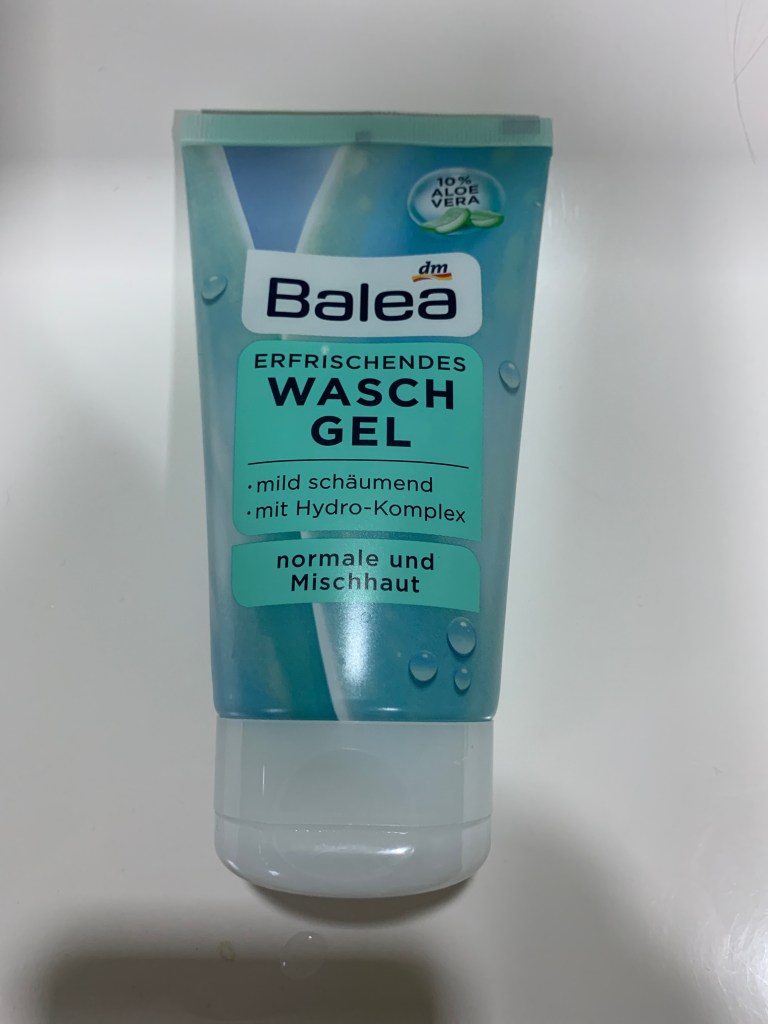 10%
ALOE
VERA
dm
Balea
ERFRISCHENDES
WASCH
GEL
· mild schäumend
· mit Hydro-Komplex
normale und
Mischhaut